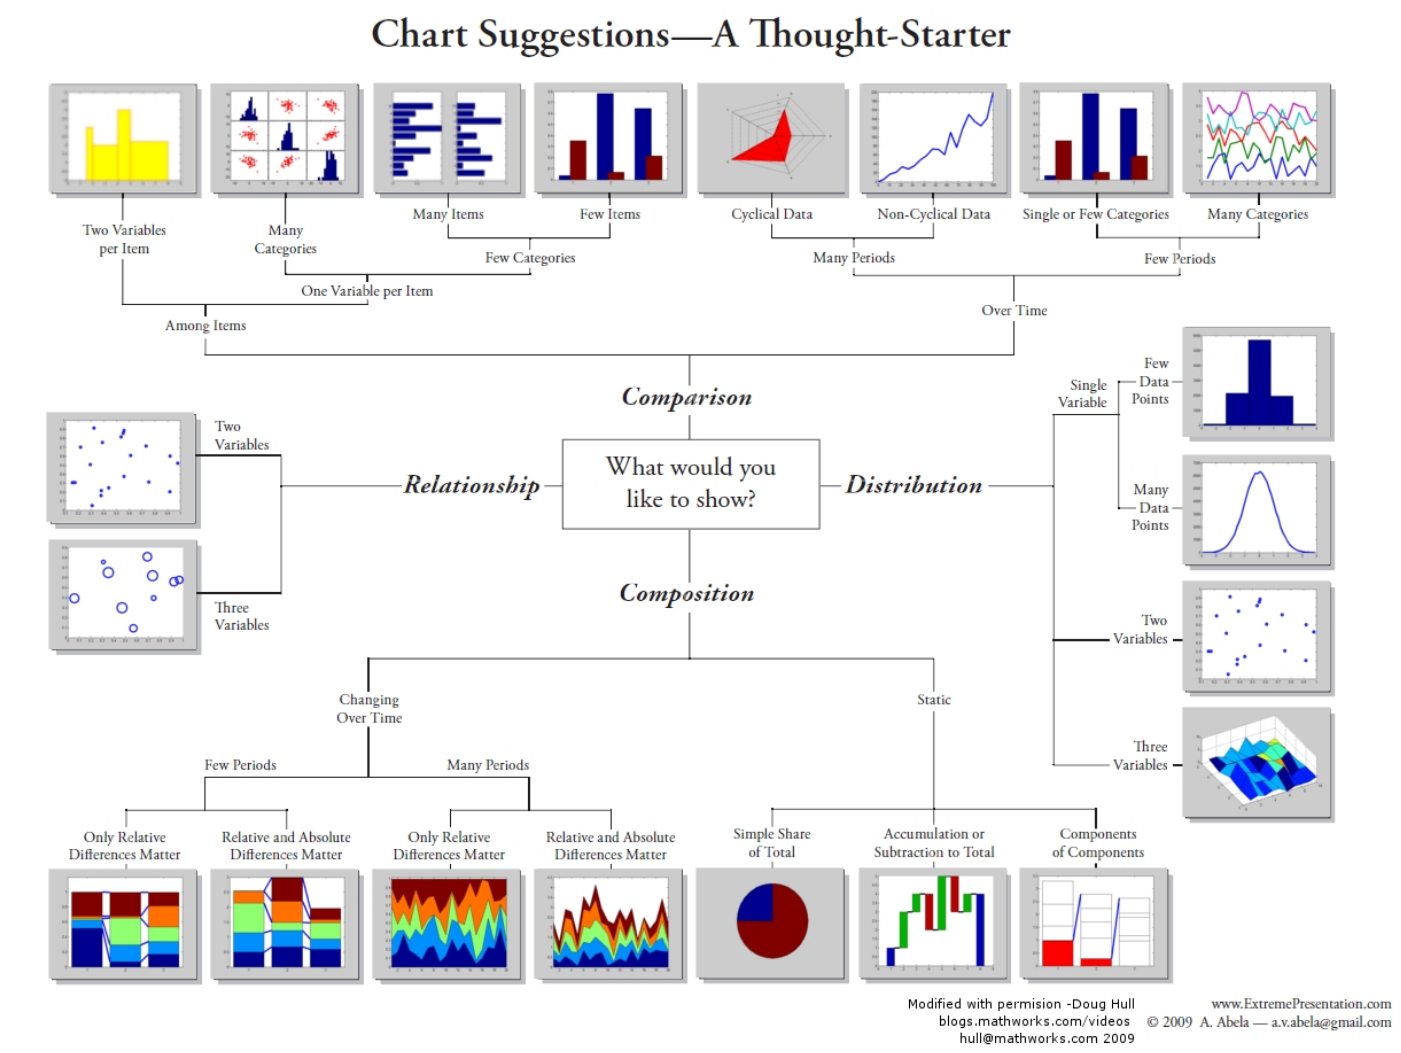 Chart Suggestions—A Thought-Starter
Two Variables
per Item
Many
Categories
Many Items
Few Items
Cyclical Data
Non-Cyclical Data
Single or Few Categories
Many Categories
Few Categories
Many Periods
Few Periods
One Variable per Item
Among Items
Over Time
Comparison
What would you
like to show?
Relationship
Two
Variables
Three
Variables
Distribution
Single
Variable
Few
Data
Points
Many
Data
Points
Two
Variables
Three
Variables
Composition
Changing
Over Time
Static
Few Periods
Many Periods
Only Relative
Differences Matter
Relative and Absolute
Differences Matter
Only Relative
Differences Matter
Relative and Absolute
Differences Matter
Simple Share
of Total
Accumulation or
Subtraction to Total
Components
of Components
Modified with permision -Doug Hull
blogs.mathworks.com/videos
hull@mathworks.com 2009
www.ExtremePresentation.com
© 2009 A. Abela — a.v.abela@gmail.com